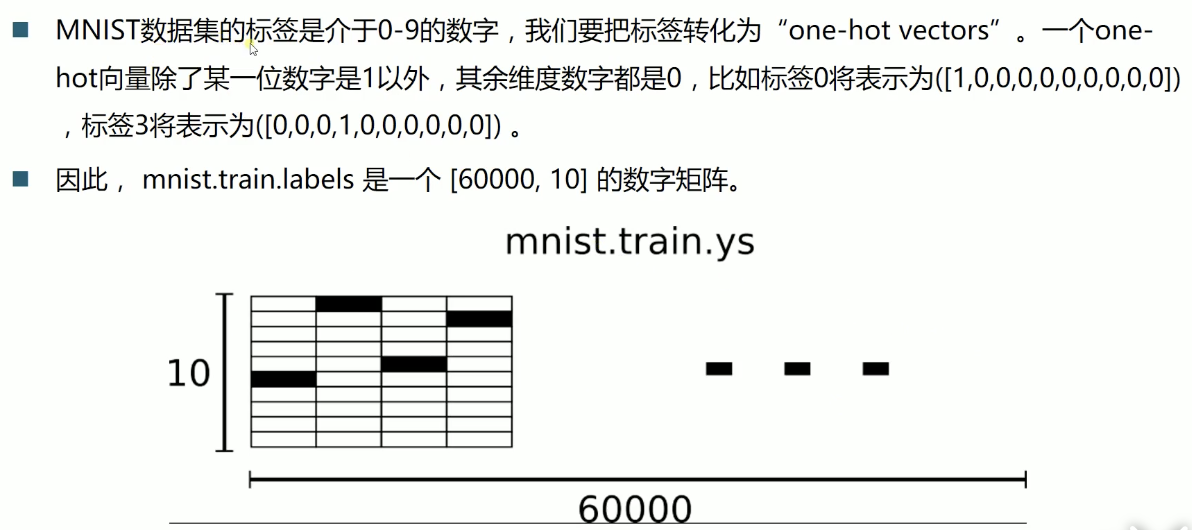 MNIST数据集的标签是介于0-9的数字，我们要把标签转化为“one-hot vectors”。一个one-
hot向量除了某一位数字是1以外，其余维度数字都是0，比如标签0将表示为([1,0,0,0,0,0,0,0,0,0])
，标签3将表示为([0,0,0,1,0,0,0,0,0,0]) 。
因此， mnist.train.labels 是一个 [60000, 10] 的数字矩阵。
mnist.train.ys
10
60000